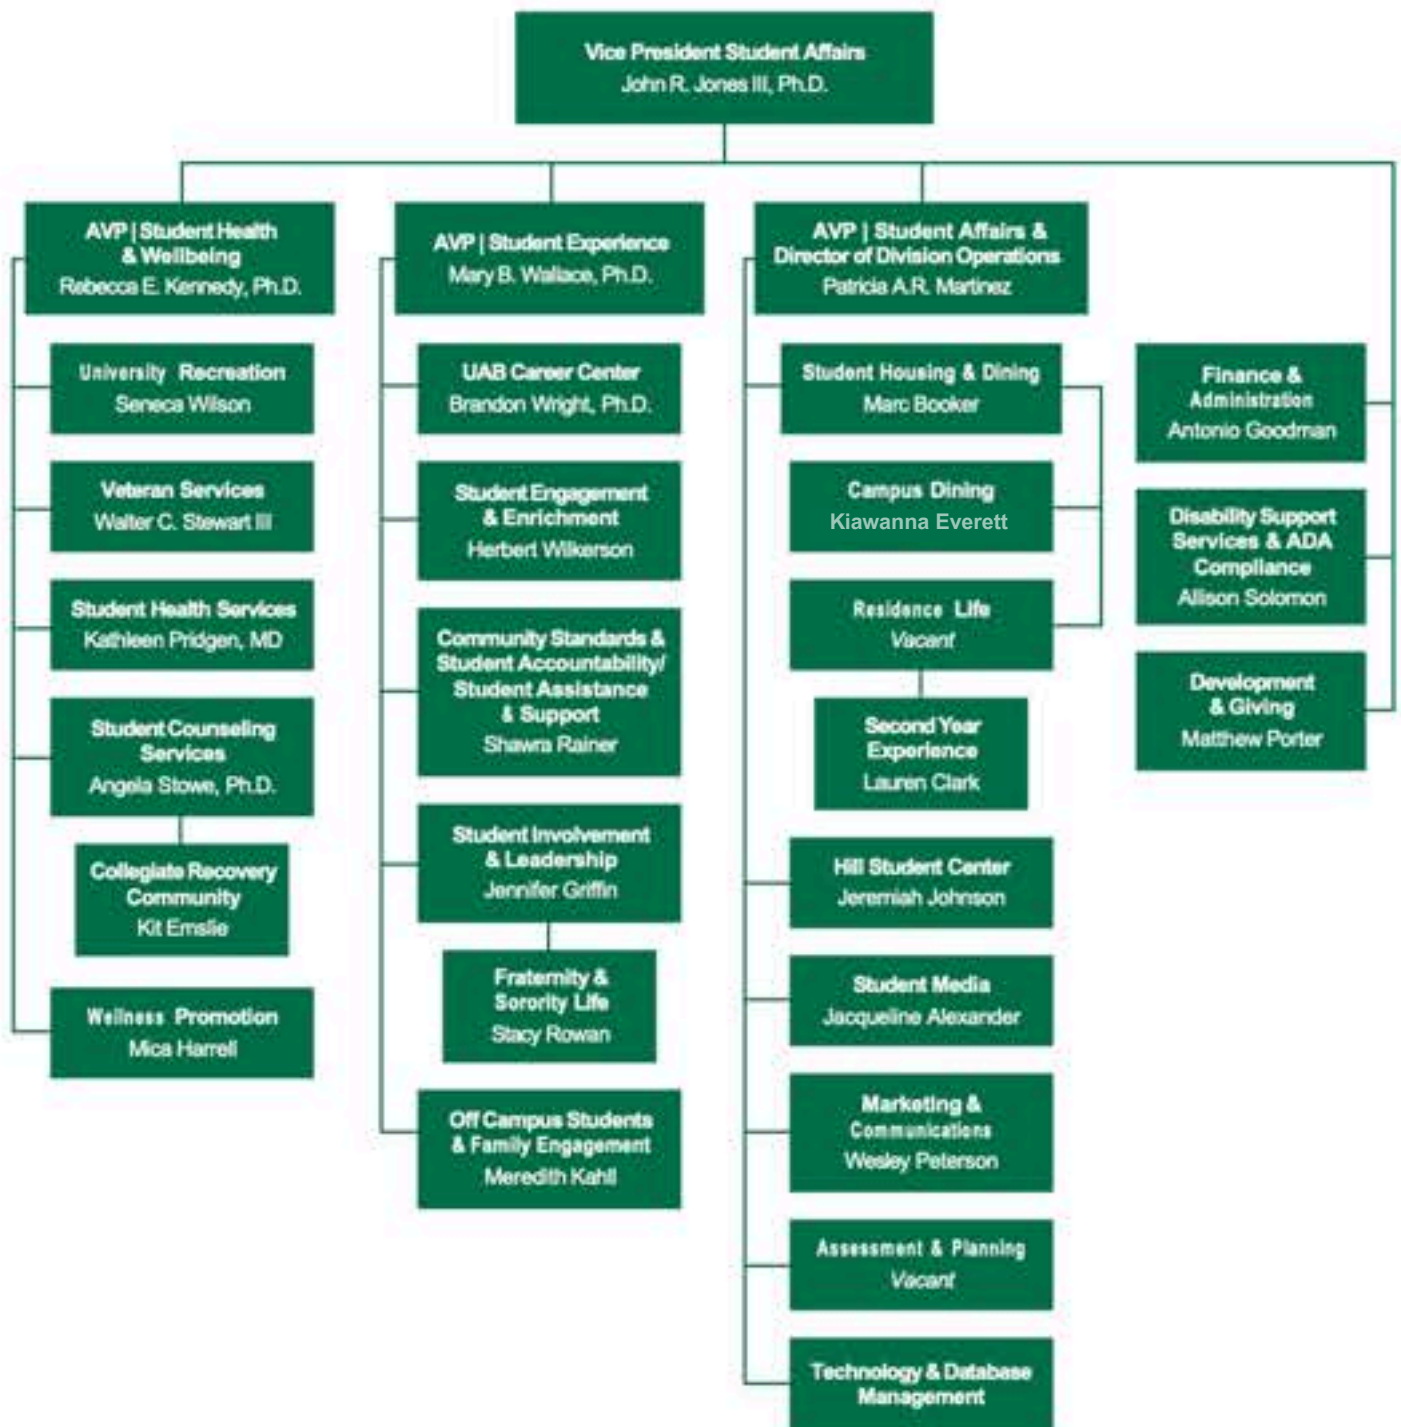 Vice President Student Affairs
John R. Jones III, Ph.D.
AVP | Student Health
& Wellbeing
Rebecca E. Kennedy, Ph.D.
University Recreation
Seneca Wilson
Veteran Services
Walter C. Stewart III
Student Health Services
Kathleen Pridgen, MD
Student Counseling
Services
Angela Stowe, Ph.D.
Collegiate Recovery
Community
Kit Emslie
Wellness Promotion
Mica Harrell
AVP | Student Experience
Mary B. Wallace, Ph.D.
UAB Career Center
Brandon Wright, Ph.D.
Student Engagement
& Enrichment
Herbert Wilkerson
Community Standards &
Student Accountability/
Student Assistance
& Support
Shawra Rainer
Student Involvement
& Leadership
Jennifer Griffin
Fraternity &
Sorority Life
Stacy Rowan
Off Campus Students
& Family Engagement
Meredith Kahll
AVP | Student Affairs &
Director of Division Operations
Patricia A.R. Martinez
Student Housing & Dining
Marc Booker
Campus Dining
Kiawanna Everett
Residence Life
Vacant
Second Year
Experience
Lauren Clark
Hill Student Center
Jeremiah Johnson
Student Media
Jacqueline Alexander
Marketing &
Communications
Wesley Peterson
Assessment & Planning
Vacant
Technology & Database
Management
Finance &
Administration
Antonio Goodman
Disability Support
Services & ADA
Compliance
Allison Solomon
Development
& Giving
Matthew Porter